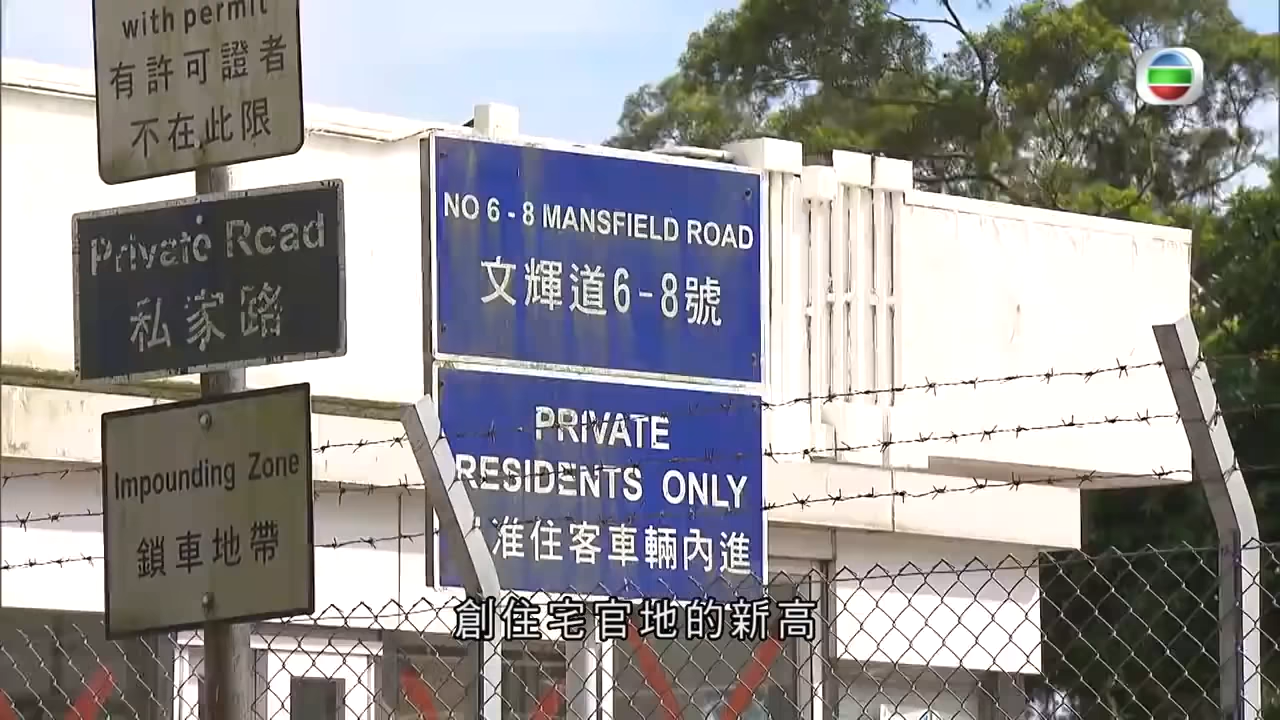 with permit
有許可證者
不在此限
Private Road
私家路
Impounding Zone
鎖車地帶
NO 6 - 8 MANSFIELD ROAD
文輝道6-8號
PRIVATE
RESIDENTS ONLY
准住客車輛內進
創住宅官地的新高